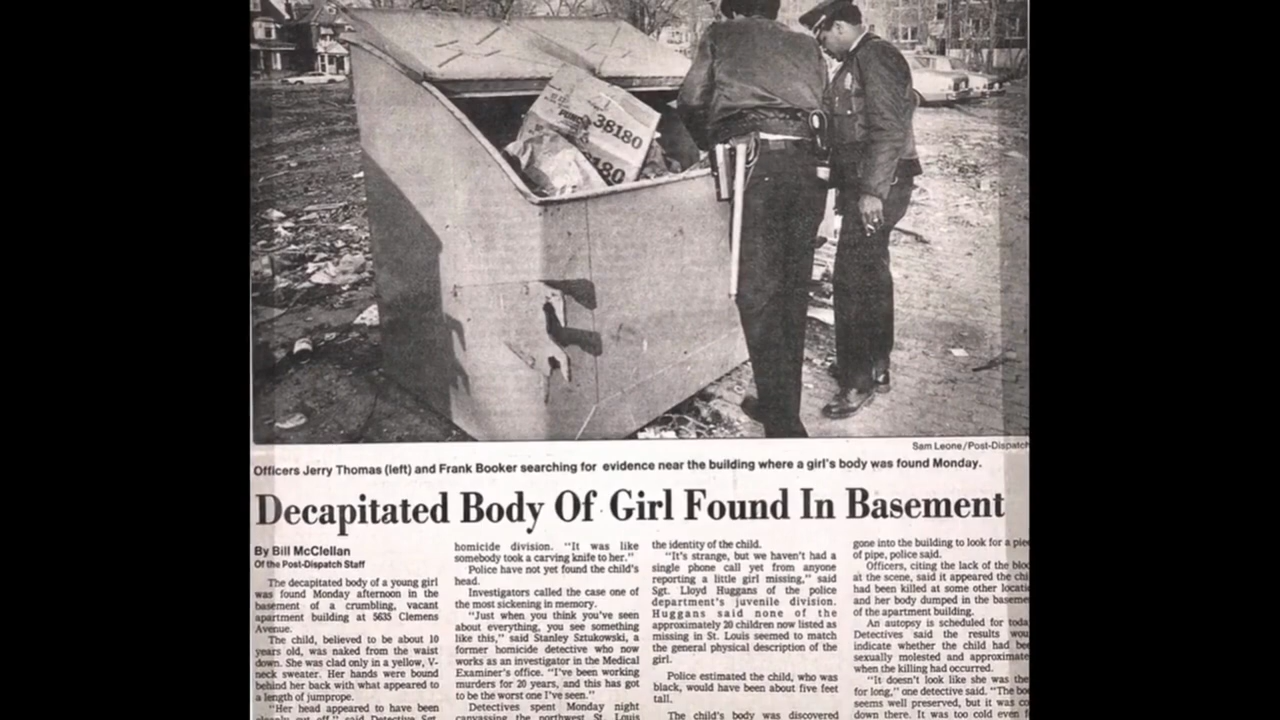 38180
Sam Leone/Post-Dispatch
Officers Jerry Thomas (left) and Frank Booker searching for evidence near the building where a girl's body was found Monday.
Decapitated Body Of Girl Found In Basement
By Bill McClellan
Of the Post-Dispatch Staff
The decapitated body of a young girl
was found Monday afternoon in the
basement of a crumbling, vacant
apartment building at 5635 Clemens
Avenue.
The child, believed to be about 10
years old, was naked from the waist
down. She was clad only in a yellow, V-
neck sweater. Her hands were bound
behind her back with what appeared to
a length of jumprope.
"Her head appeared to have been
homicide division. "It was like
somebody took a carving knife to her."
Police have not yet found the child's
head.
Investigators called the case one of
the most sickening in memory.
"Just when you think you've seen
about everything, you see something
like this," said Stanley Sztukowski, a
former homicide detective who now
works as an investigator in the Medical
Examiner's office. "I've been working
murders for 20 years, and this has got
to be the worst one I've seen."
Detectives spent Monday night
canvassing the northwest St. Louis
the identity of the child.
"It's strange, but we haven't had a
single phone call yet from anyone
reporting a little girl missing," said
Sgt. Lloyd Huggans of the police
department's juvenile division.
Huggans said none of the
approximately 20 children now listed as
missing in St. Louis seemed to match
the general physical description of the
girl.
Police estimated the child, who was
black, would have been about five feet
tall.
The child's body was discovered
gone into the building to look for a
of pipe, police said.
Officers, citing the lack of the
at the scene, said it appeared the
had been killed at some other
and her body dumped in the
of the apartment building.
An autopsy is scheduled for
Detectives said the results
indicate whether the child had
sexually molested and
when the killing had occurred.
"It doesn't look like she was
for long," one detective said. "The
seems well preserved, but it was
down there. It was too cold even